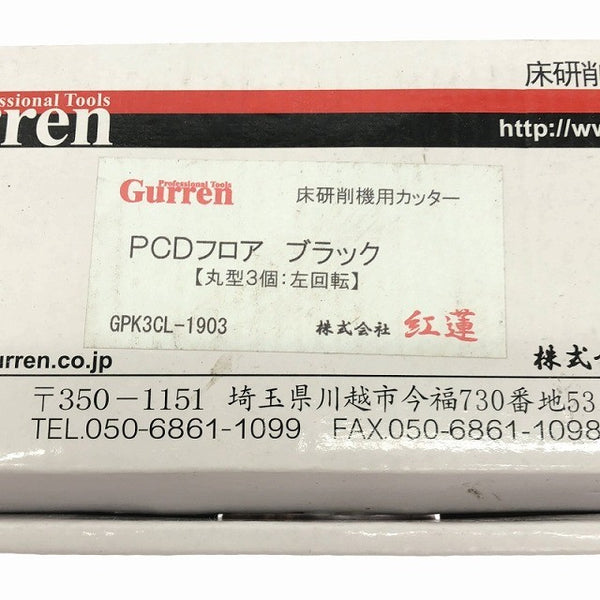 床研削
ssional Tools
rren
http://www.
Professional Tools
Gurren 床研削機用カッター
PCDフロア ブラック
【丸型3個:左回転】
GPK3CL-1903 株式会社 紅蓮
urren.co.jp 株式
〒350-1151 埼玉県川越市今福730番地53
TEL.050-6861-1099 FAX.050-6861-1098